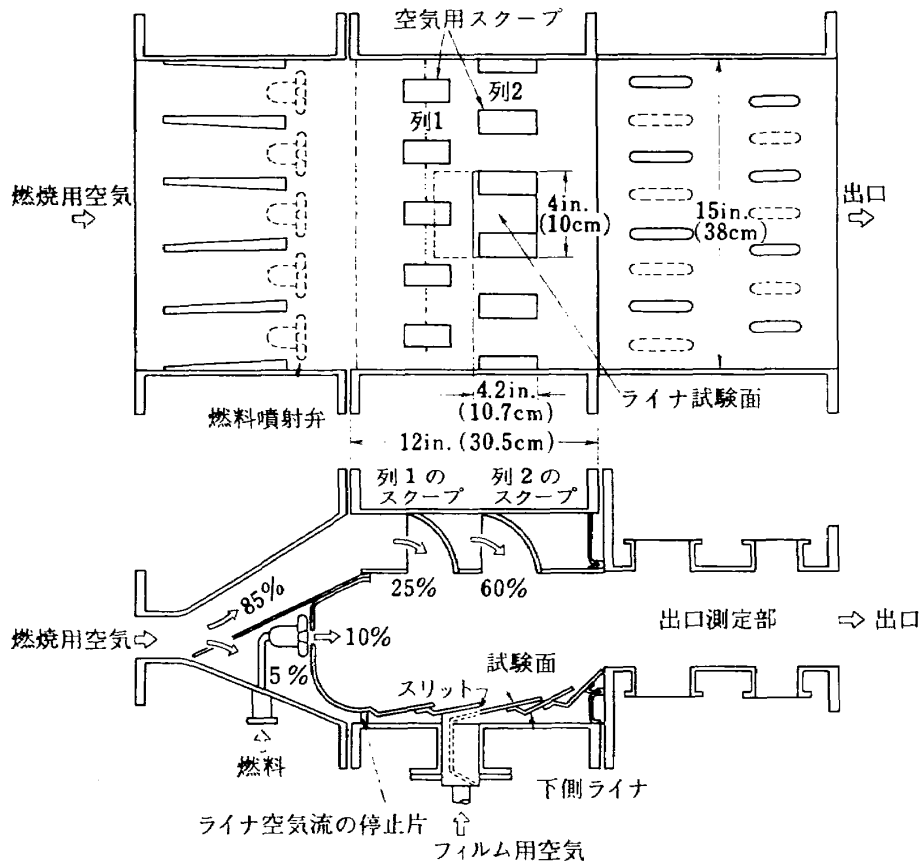 空気用スクープ
列1
列2
燃焼用空気
4in.
(10cm)
15in.
(38cm)
出口
燃料噴射弁
4.2in.
(10.7cm)
ライナ試験面
12in. (30.5cm)
列1の
スクープ
列2の
スクープ
85%
25%
60%
燃焼用空気
10%
5%
出口測定部
出口
試験面
スリット
燃料
下側ライナ
ライナ空気流の停止片
フィルム用空気